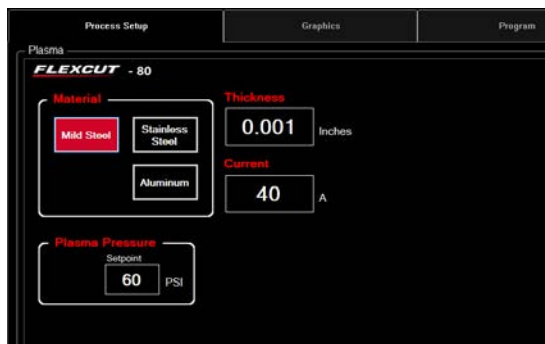 Process Setup Graphics Program
Plasma
FLEXCUT - 80
Material
Mild Steel
Stainless
Steel
Aluminum
Thickness
0.001 Inches
Current
40 A
Plasma Pressure
Setpoint
60 PSI